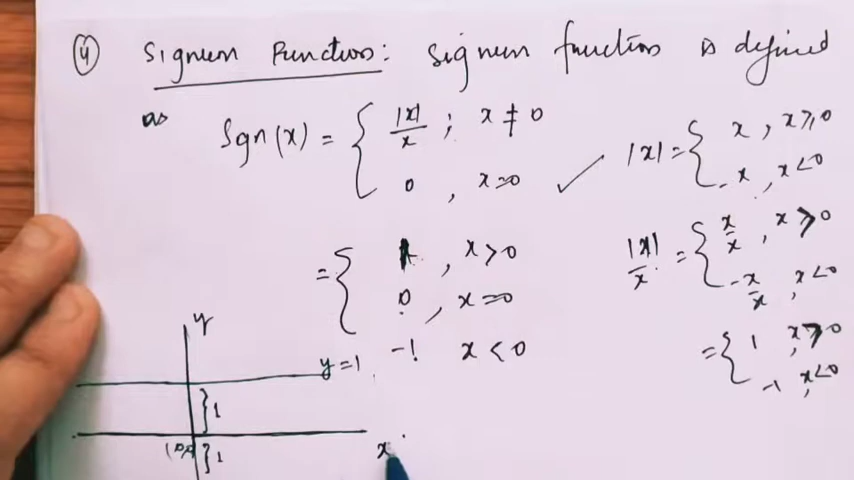 (4) Signum Function: Signum function is defined
as
Sgn(x) = { |x|/x ; x ≠ 0
0 , x=0
|x| = { x , x ≥ 0
-x , x < 0
= { 1 , x > 0
0 , x = 0
-1 x < 0
|x|/x = { x/x , x ≥ 0
-x/x , x < 0
= { 1 , x ≥ 0
-1 , x < 0
y
y = 1
} 1
} 1
x